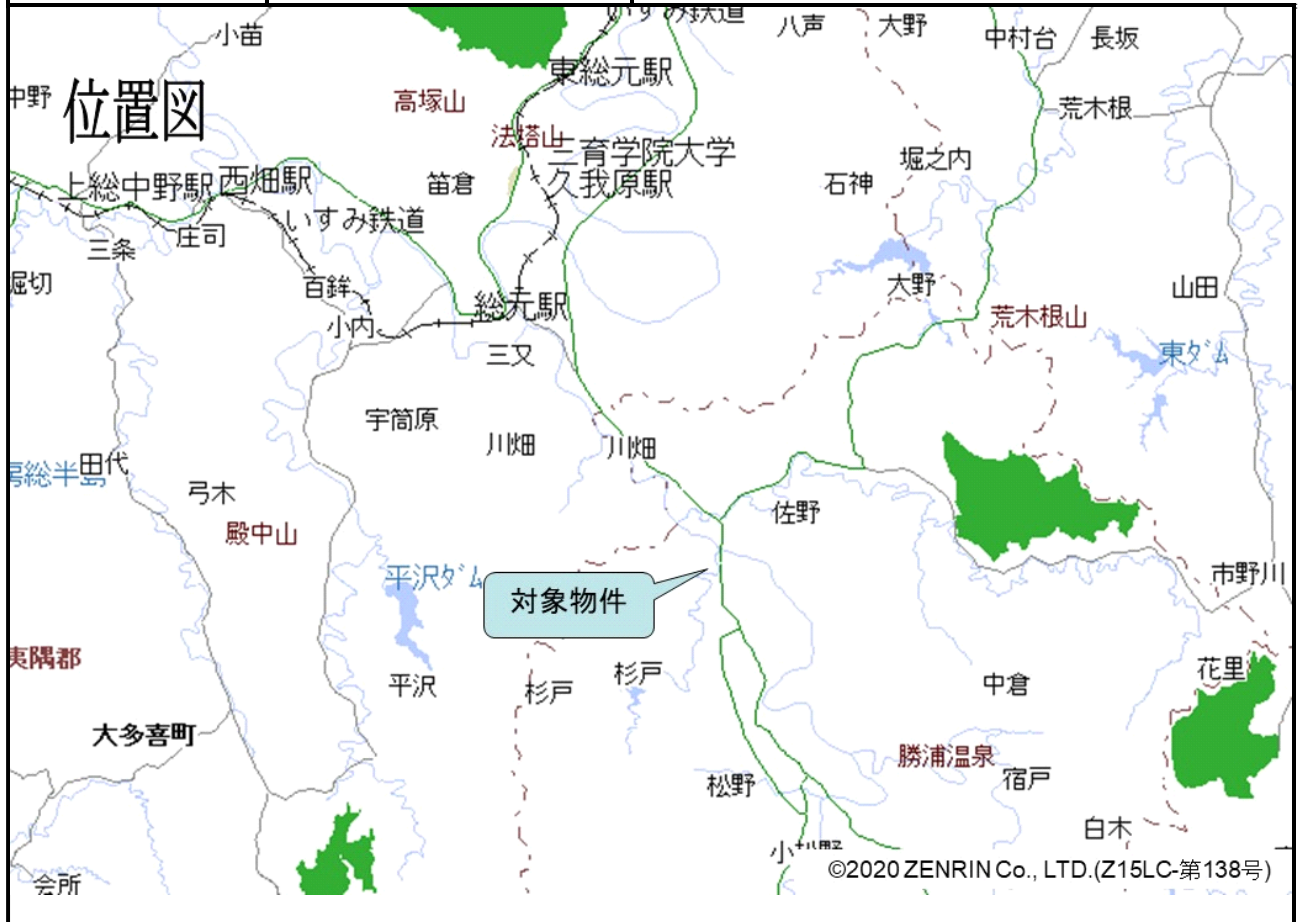 いすみ鉄道
八声
大野
中村台
長坂
小苗
東総元駅
位置図
中野
高塚山
荒木根
法塔山
三育学院大学
堀之内
上総中野駅
西畑駅
笛倉
久我原駅
石神
いすみ鉄道
庄司
三条
堀切
百鉾
大野
山田
総元駅
小内
荒木根山
三又
東ダム
宇筒原
川畑
川畑
房総半島
田代
弓木
佐野
殿中山
平沢ダム
市野川
対象物件
夷隅郡
杉戸
花里
平沢
杉戸
中倉
大多喜町
勝浦温泉
松野
宿戸
白木
小松野
©2020 ZENRIN Co., LTD.(Z15LC-第138号)
会所